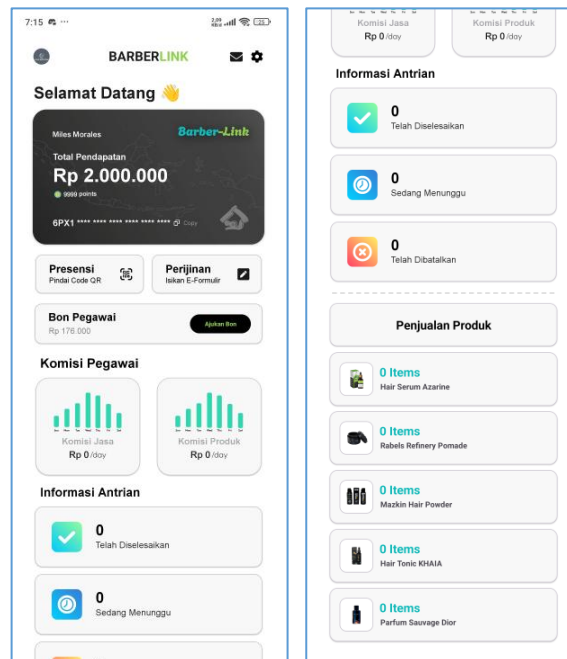 7:15
BARBERLINK
Selamat Datang 👋
Miles Morales
Barber-Link
Total Pendapatan
Rp 2.000.000
9999 points
6PX1 **** **** **** **** **** Copy
Presensi
Pindai Code QR
Perijinan
Isikan E-Formulir
Bon Pegawai
Rp 176.000
Ajukan Bon
Komisi Pegawai
Komisi Jasa
Rp 0 /day
Komisi Produk
Rp 0 /day
Informasi Antrian
0
Telah Diselesaikan
0
Sedang Menunggu
Komisi Jasa
Rp 0 /day
Komisi Produk
Rp 0 /day
Informasi Antrian
0
Telah Diselesaikan
0
Sedang Menunggu
0
Telah Dibatalkan
Penjualan Produk
0 Items
Hair Serum Azarine
0 Items
Rabels Refinery Pomade
0 Items
Mazkin Hair Powder
0 Items
Hair Tonic KHAIA
0 Items
Parfum Sauvage Dior